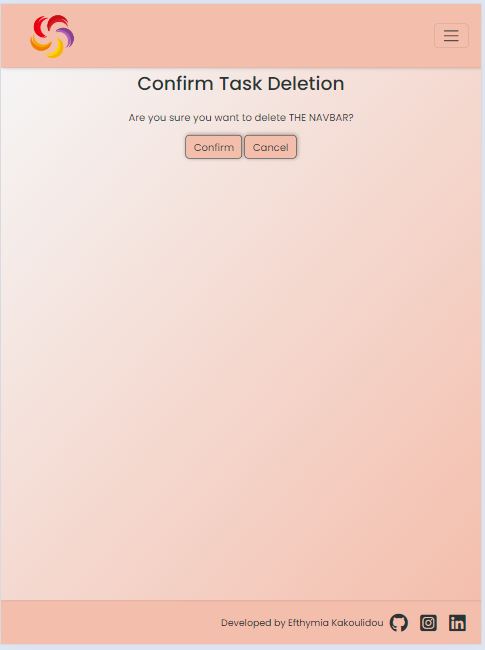 Confirm Task Deletion
Are you sure you want to delete THE NAVBAR?
Confirm Cancel
Developed by Efthymia Kakoulidou